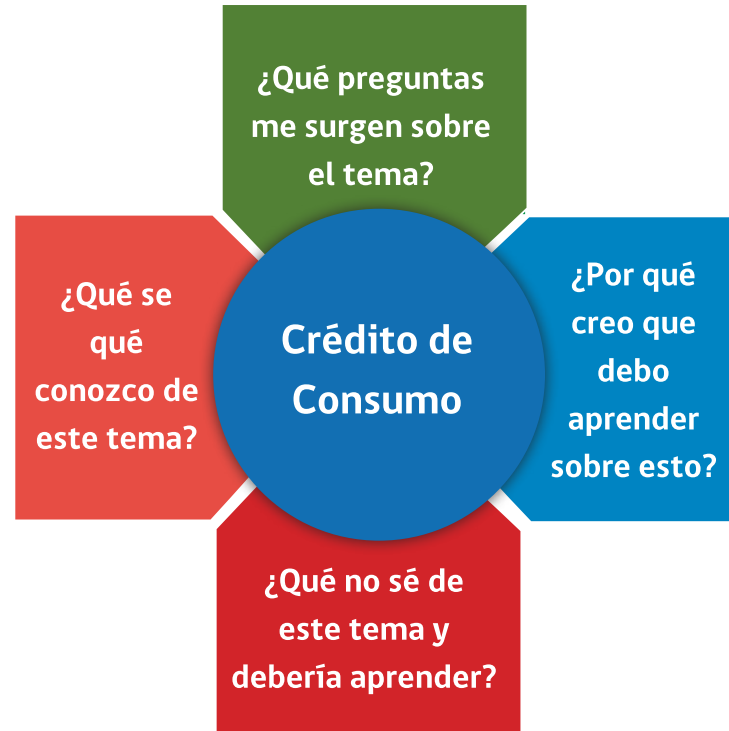 ¿Qué preguntas
me surgen sobre
el tema?
¿Qué se
qué
conozco de
este tema?
Crédito de
Consumo
¿Por qué
creo que
debo
aprender
sobre esto?
¿Qué no sé de
este tema y
debería aprender?